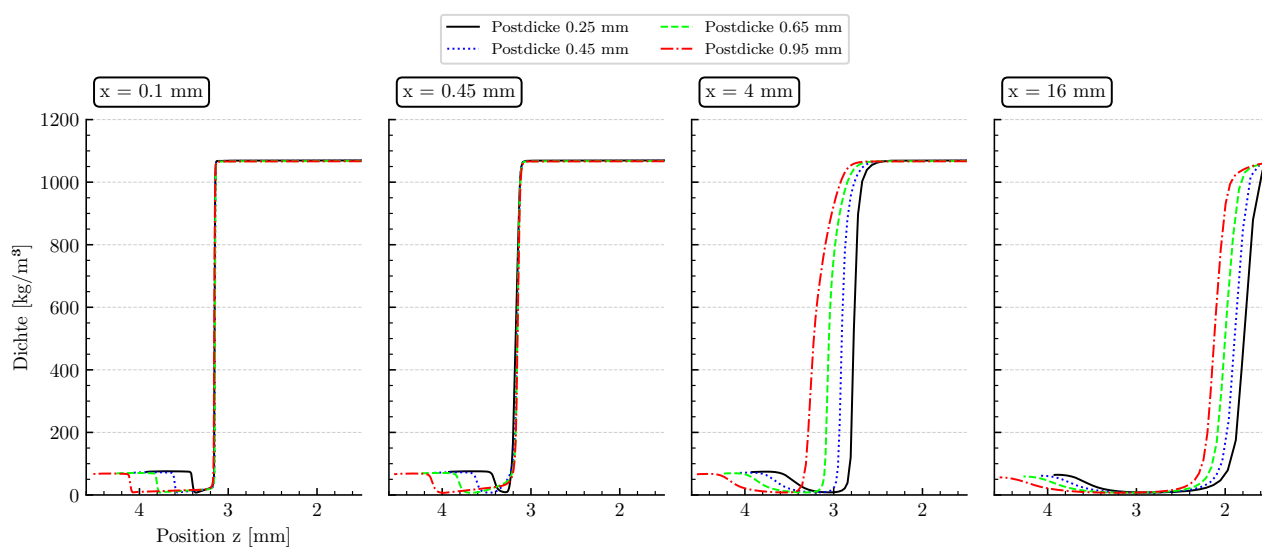 Postdicke 0.25 mm
Postdicke 0.45 mm
Postdicke 0.65 mm
Postdicke 0.95 mm
x = 0.1 mm
x = 0.45 mm
x = 4 mm
x = 16 mm
1200
1000
800
600
400
200
0
Dichte [kg/m³]
4 3 2
4 3 2
4 3 2
4 3 2
Position z [mm]